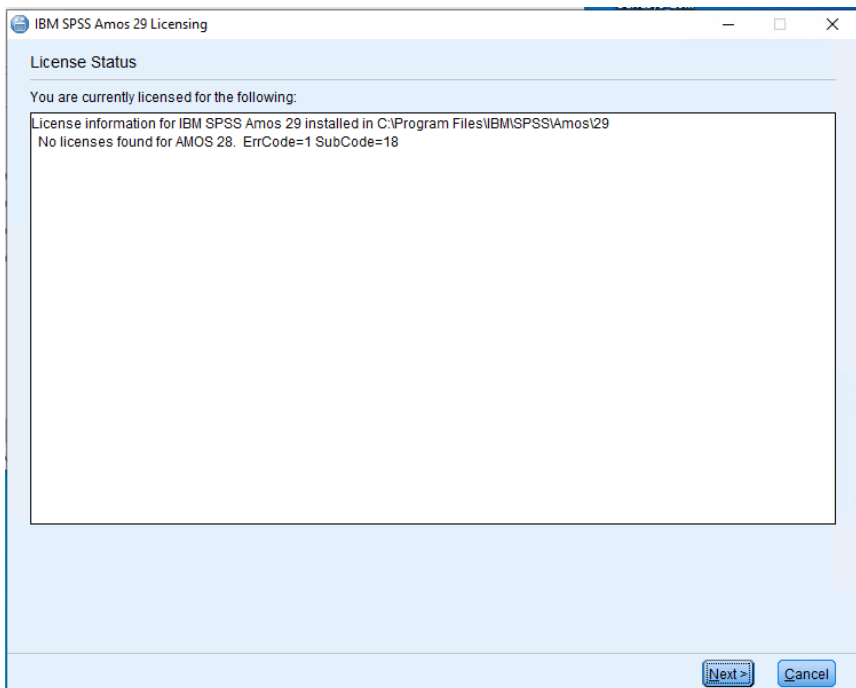 IBM SPSS Amos 29 Licensing
License Status
You are currently licensed for the following:
License information for IBM SPSS Amos 29 installed in C:\Program Files\IBM\SPSS\Amos\29
No licenses found for AMOS 28. ErrCode=1 SubCode=18
Next >
Cancel